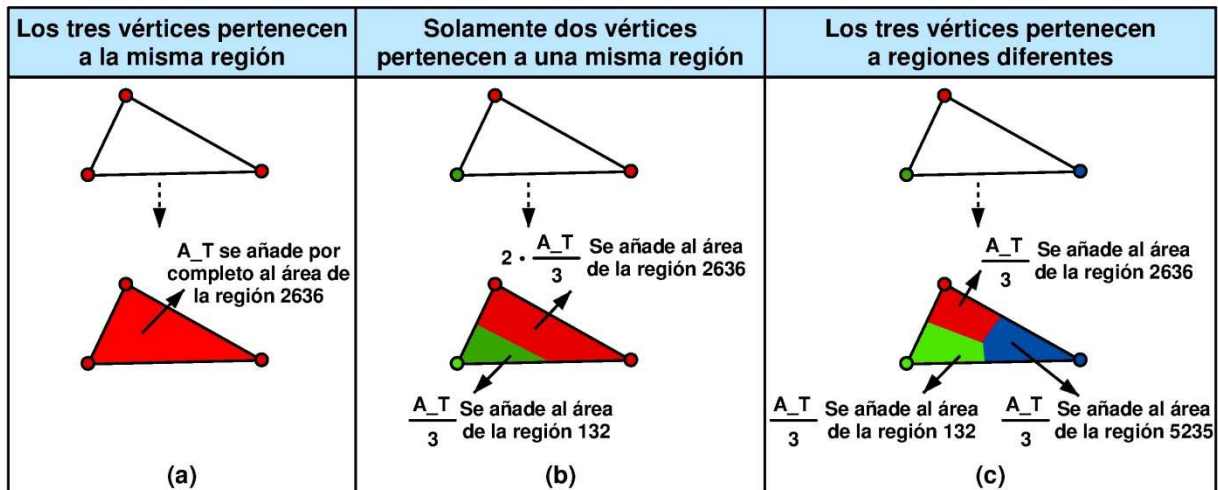 Los tres vértices pertenecen
a la misma región
Solamente dos vértices
pertenecen a una misma región
Los tres vértices pertenecen
a regiones diferentes
A_T se añade por
completo al área de
la región 2636
(a)
2 · A_T
3
Se añade al área
de la región 2636
A_T
3
Se añade al área
de la región 132
(b)
A_T
3
Se añade al área
de la región 2636
A_T
3
Se añade al área
de la región 132
A_T
3
Se añade al área
de la región 5235
(c)